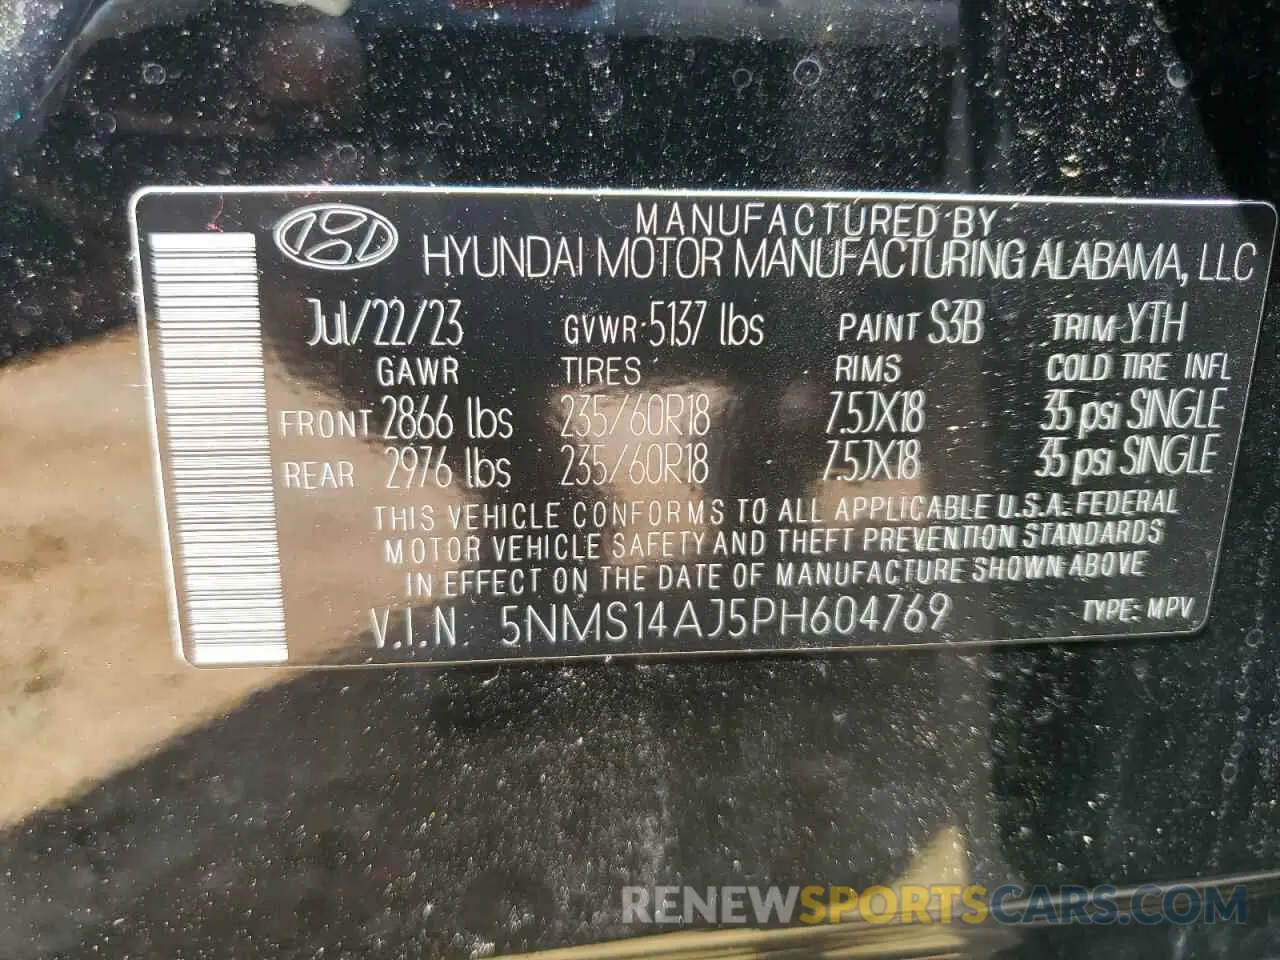 MANUFACTURED BY
HYUNDAI MOTOR MANUFACTURING ALABAMA, LLC
Jul/22/23 GVWR: 5137 lbs PAINT S3B TRIM YTH
GAWR TIRES RIMS COLD TIRE INFL
FRONT 2866 lbs 235/60R18 7.5JX18 35 psi SINGLE
REAR 2976 lbs 235/60R18 7.5JX18 35 psi SINGLE
THIS VEHICLE CONFORMS TO ALL APPLICABLE U.S.A. FEDERAL
MOTOR VEHICLE SAFETY AND THEFT PREVENTION STANDARDS
IN EFFECT ON THE DATE OF MANUFACTURE SHOWN ABOVE
V.I.N. 5NMS14AJ5PH604769 TYPE: MPV
RENEWSPORTSCARS.COM